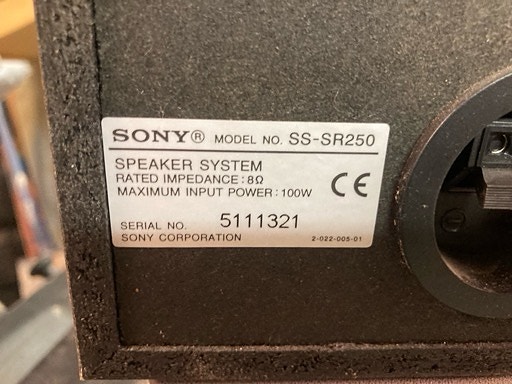 SONY® MODEL NO. SS-SR250
SPEAKER SYSTEM
RATED IMPEDANCE:8Ω
MAXIMUM INPUT POWER:100W
CE
SERIAL NO. 5111321
SONY CORPORATION 2-022-005-01